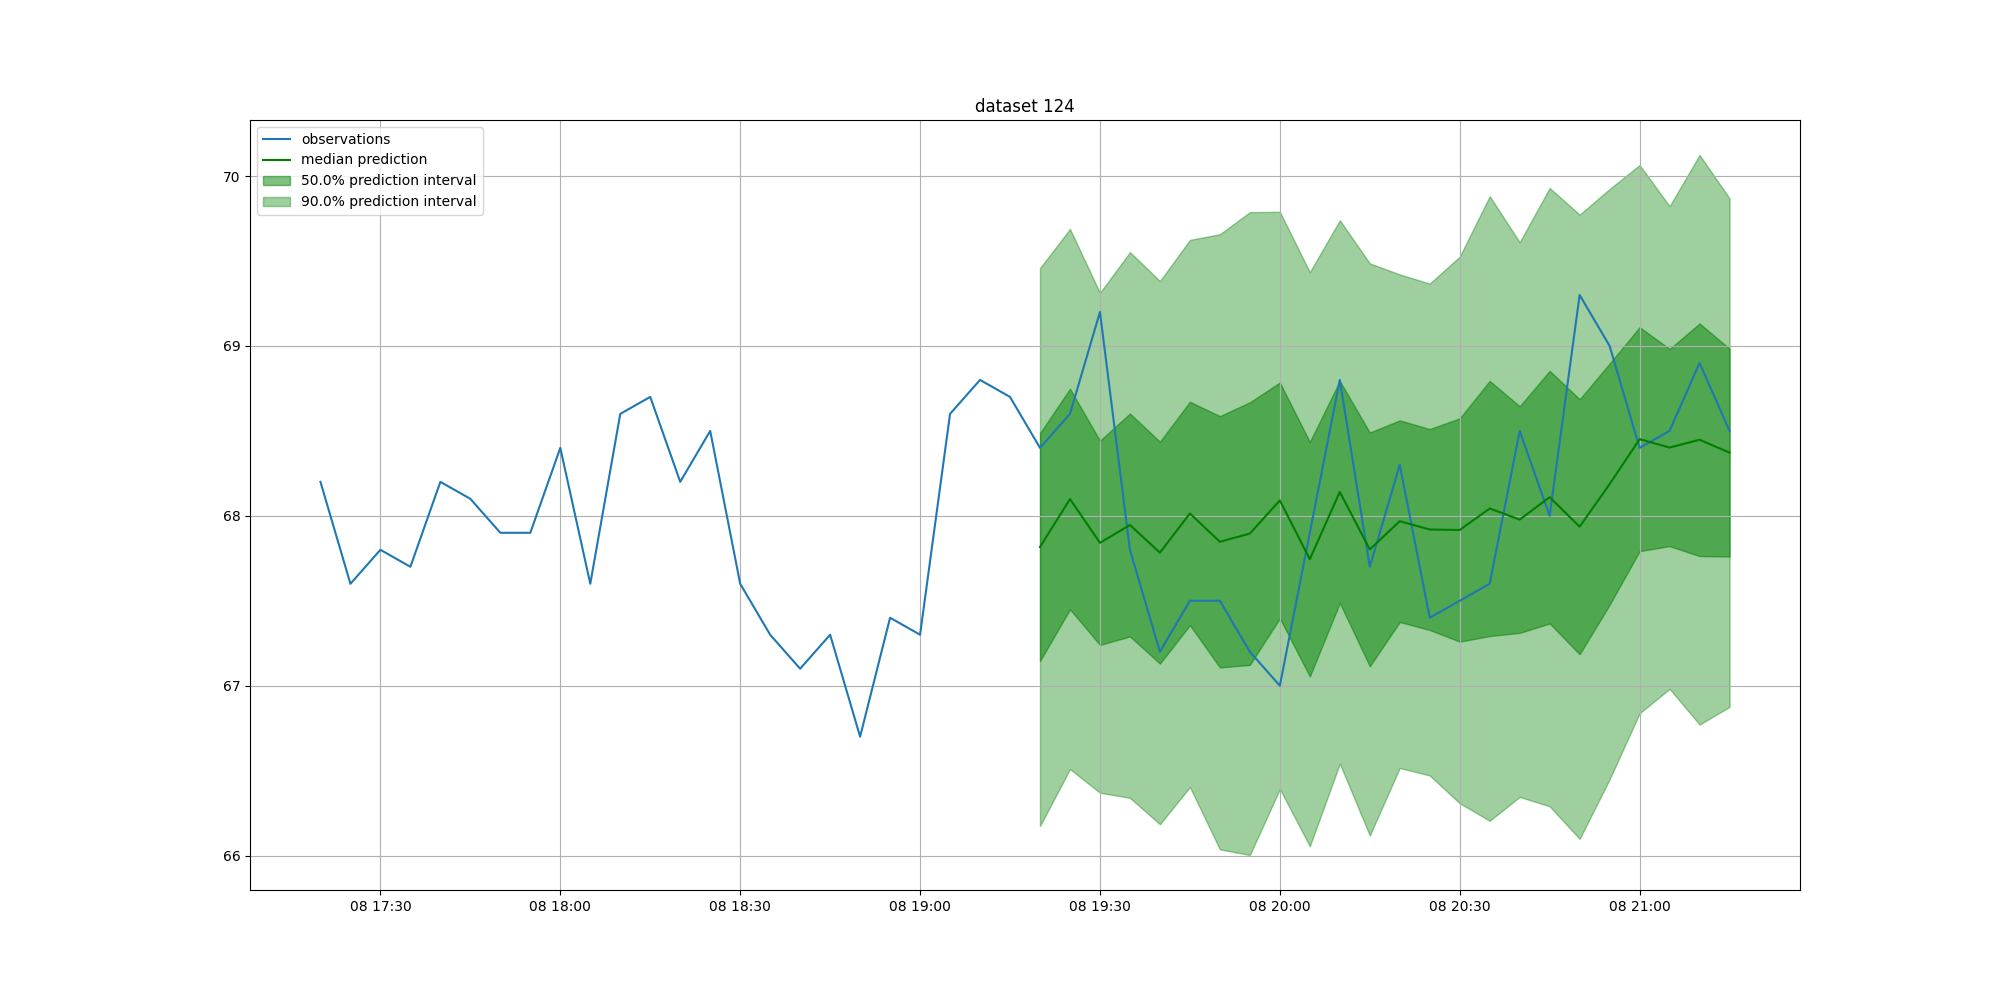 dataset 124
observations
median prediction
50.0% prediction interval
90.0% prediction interval
70
69
68
67
66
08 17:30
08 18:00
08 18:30
08 19:00
08 19:30
08 20:00
08 20:30
08 21:00